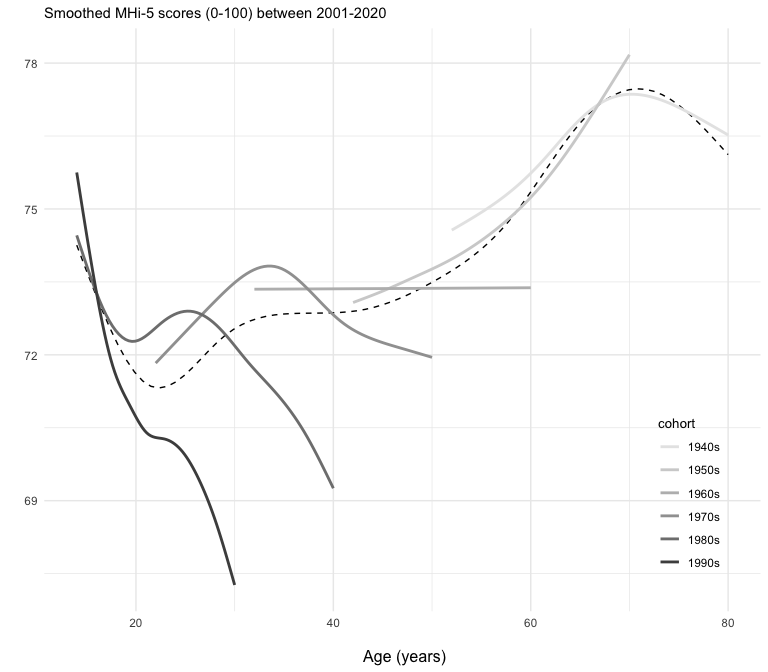 Smoothed MHi-5 scores (0-100) between 2001-2020
78
75
72
69
cohort
1940s
1950s
1960s
1970s
1980s
1990s
20 40 60 80
Age (years)